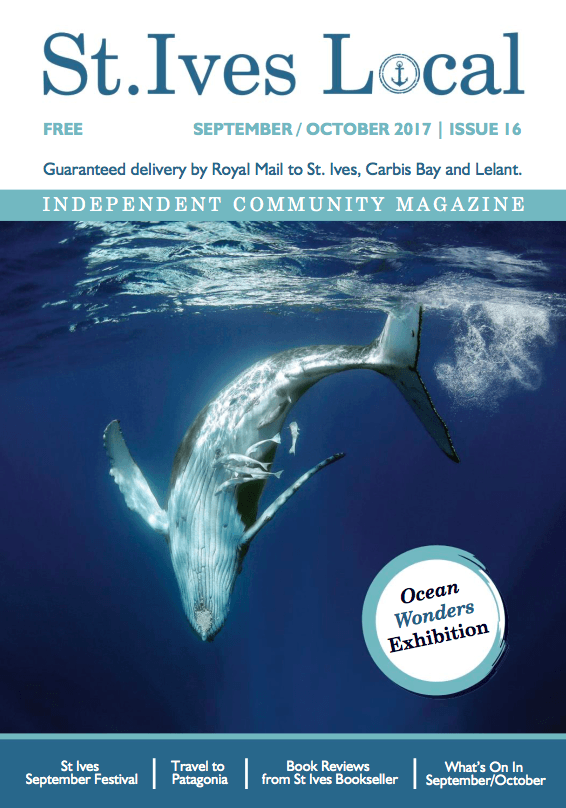 St.Ives Local
FREE
SEPTEMBER / OCTOBER 2017 | ISSUE 16
Guaranteed delivery by Royal Mail to St. Ives, Carbis Bay and Lelant.
INDEPENDENT COMMUNITY MAGAZINE
Ocean
Wonders
Exhibition
St Ives
September Festival
Travel to
Patagonia
Book Reviews
from St Ives Bookseller
What's On In
September/October